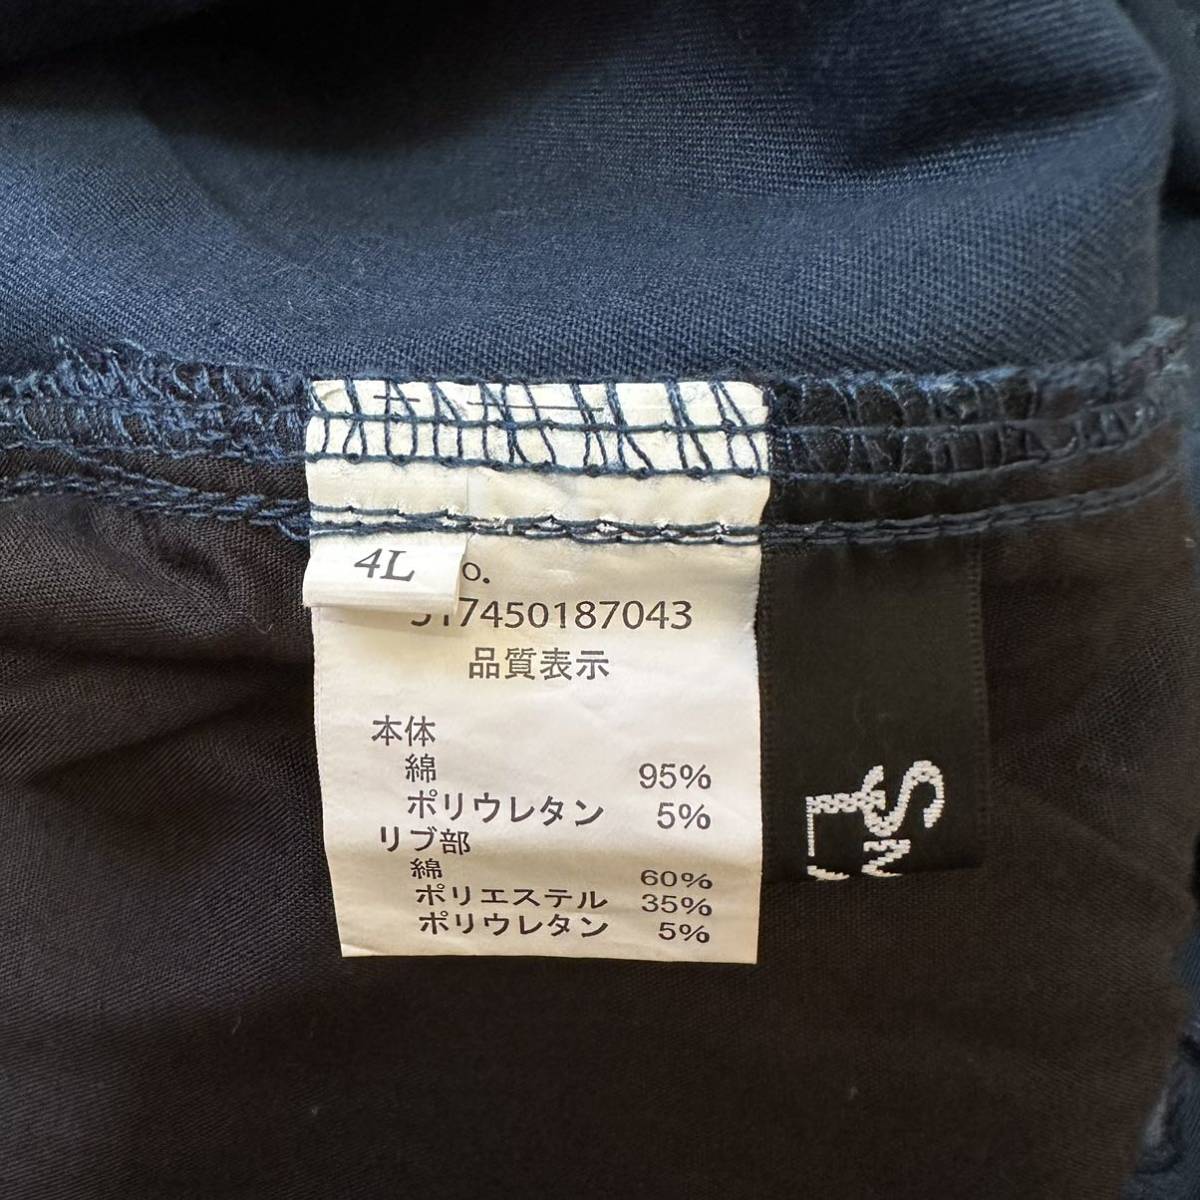 4L
o.
517450187043
品質表示
本体
綿 95%
ポリウレタン 5%
リブ部
綿 60%
ポリエステル 35%
ポリウレタン 5%